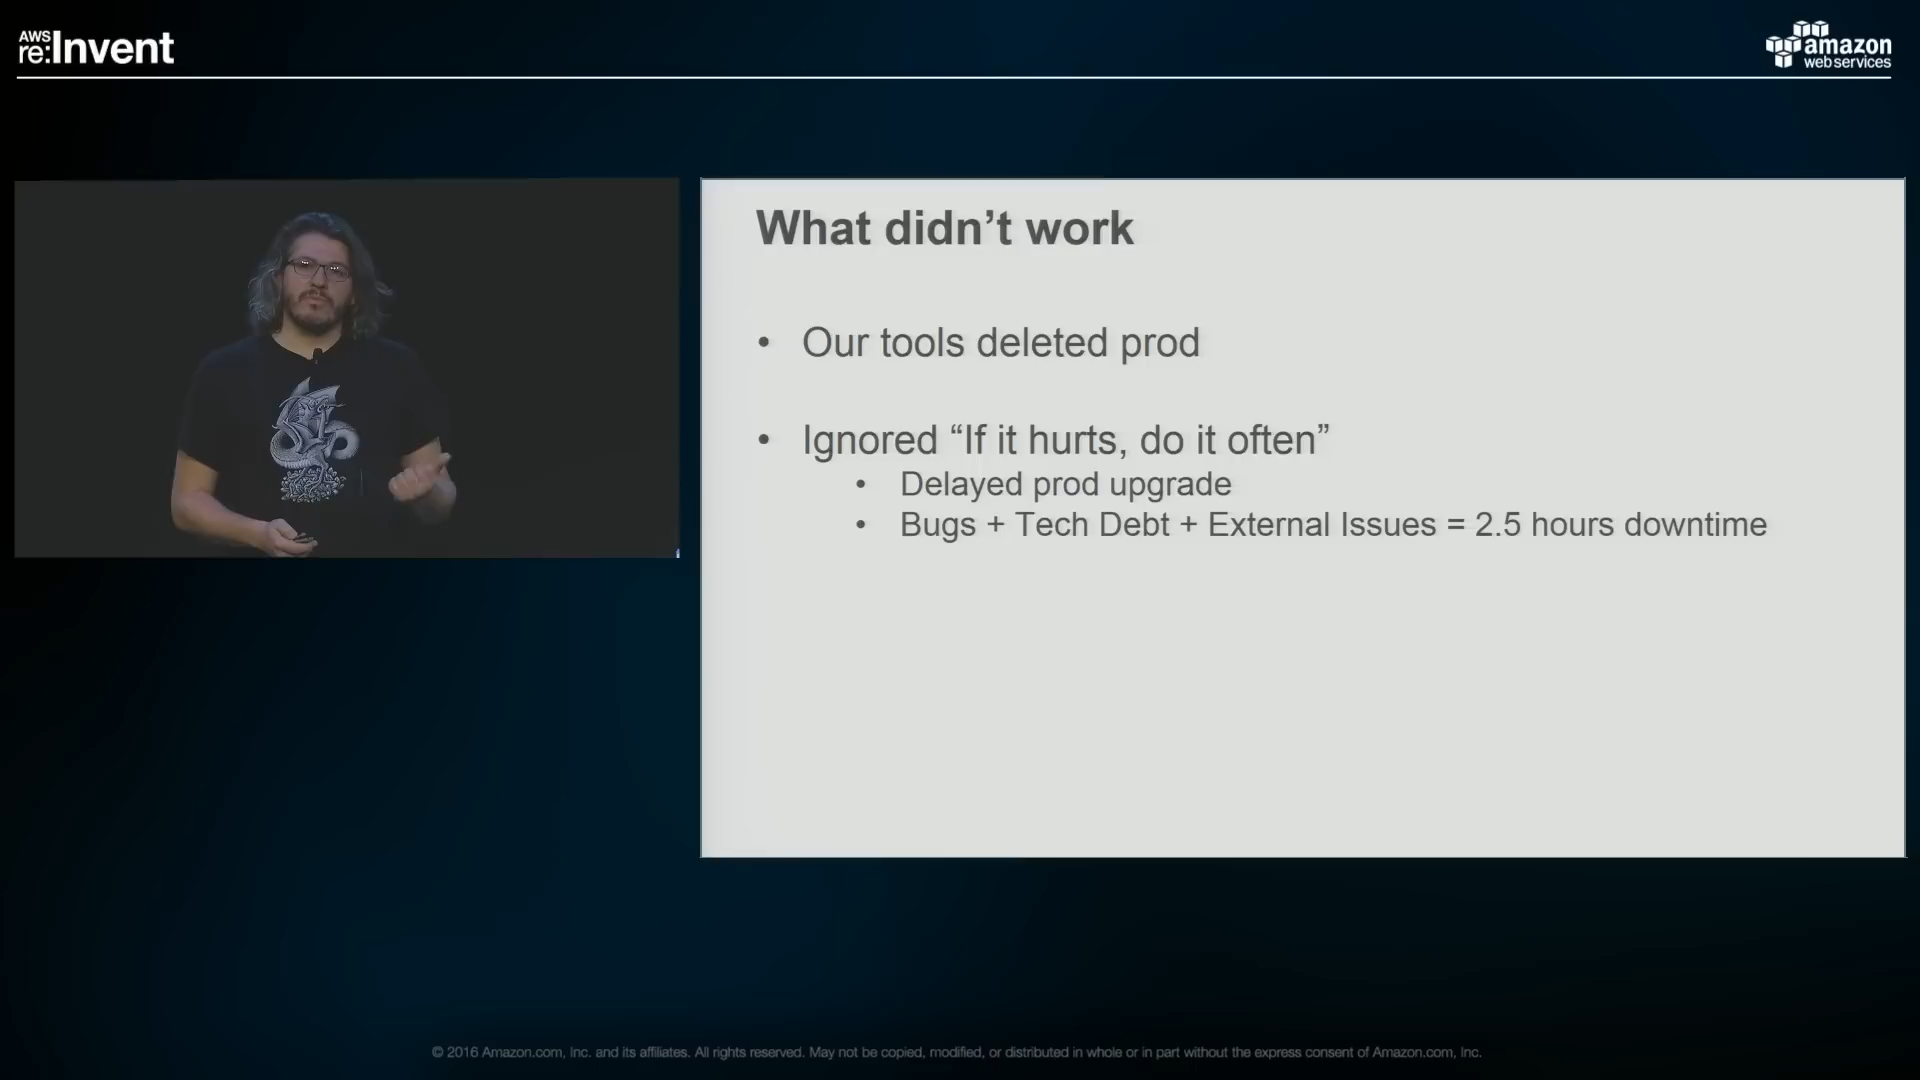 AWS
re:Invent
amazon
web services
What didn’t work
• Our tools deleted prod
• Ignored “If it hurts, do it often”
• Delayed prod upgrade
• Bugs + Tech Debt + External Issues = 2.5 hours downtime
© 2016 Amazon.com, Inc. and its affiliates. All rights reserved. May not be copied, modified, or distributed in whole or in part without the express consent of Amazon.com, Inc.